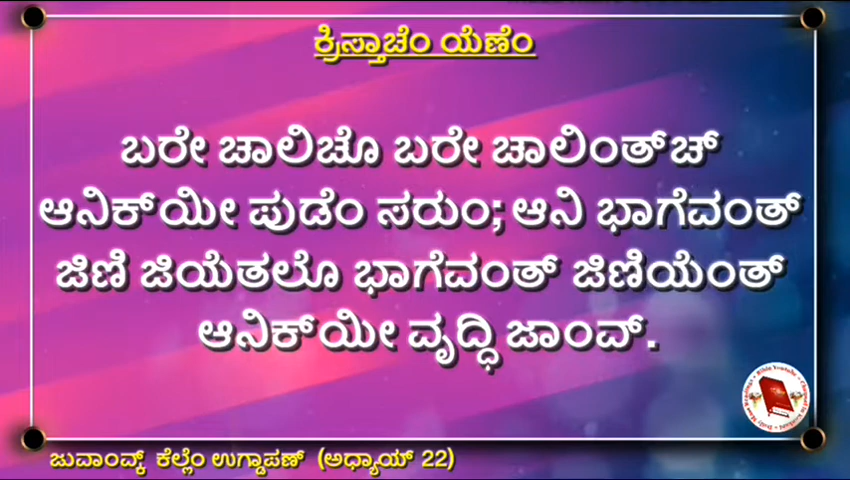 ಕ್ರಿಸ್ತಾಚೆಂ ಯೆಣೆಂ
ಬರೇ ಚಾಲಿಚೊ ಬರೇ ಚಾಲಿಂತ್‌ಚ್
ಆನಿಕ್‌ಯೀ ಪುಡೆಂ ಸರುಂ; ಆನಿ ಭಾಗೆವಂತ್
ಜಿಣಿ ಜಿಯೆತಲೊ ಭಾಗೆವಂತ್ ಜಿಣಿಯೆಂತ್
ಆನಿಕ್‌ಯೀ ವೃದ್ಧಿ ಜಾಂವ್.
ಜುವಾಂವ್ಕ್ ಕೆಲ್ಲೆಂ ಉಗ್ಡಾಪಣ್ (ಅಧ್ಯಾಯ್ 22)